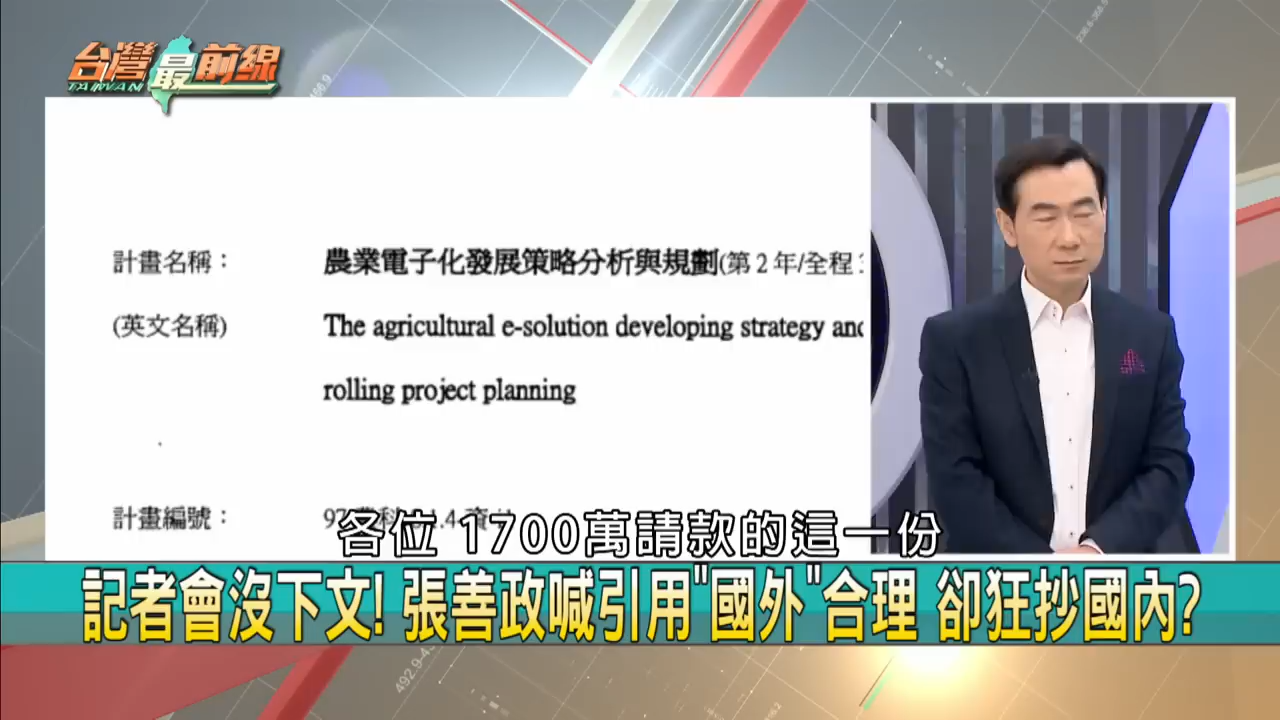 台灣最前線
TAIWAN
計畫名稱：
農業電子化發展策略分析與規劃(第2年/全程
(英文名稱)
The agricultural e-solution developing strategy and
rolling project planning
計畫編號：
各位 1700萬請款的這一份
記者會沒下文! 張善政喊引用"國外"合理 卻狂抄國內?
492.9-4